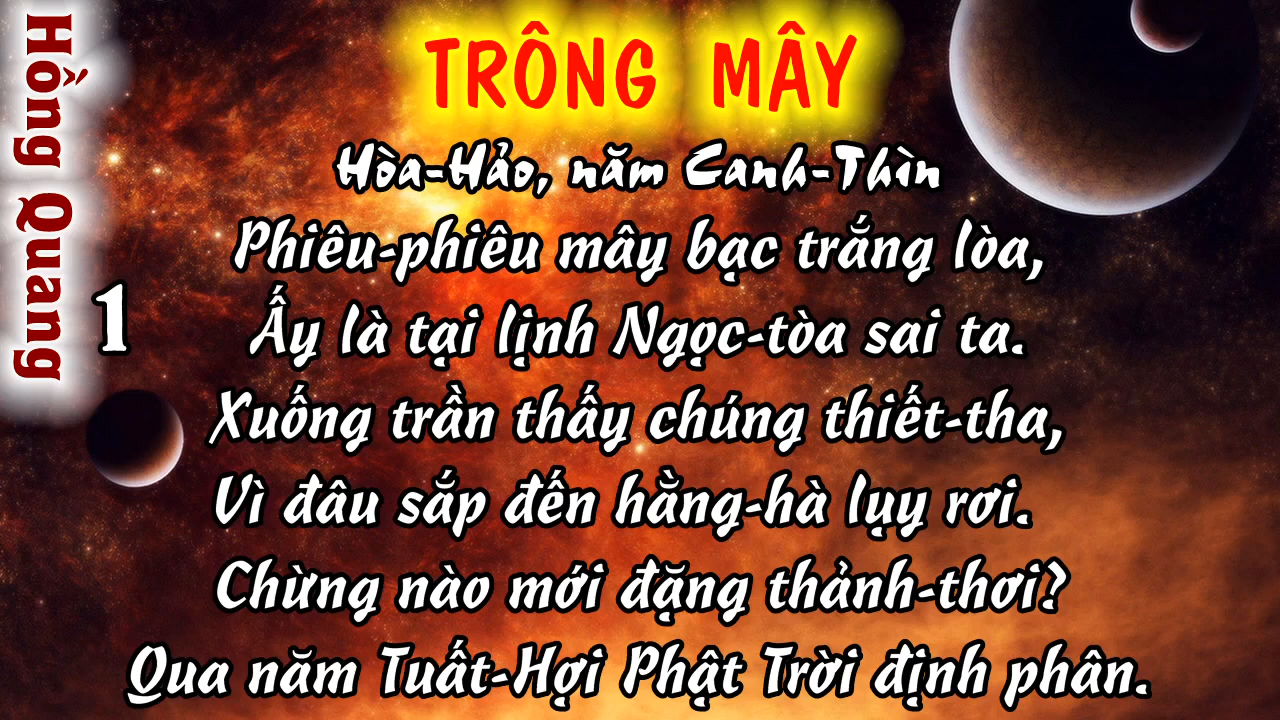 Hồng Quang
TRÔNG MÂY
Hòa-Hảo, năm Canh-Thìn
1
Phiêu-phiêu mây bạc trắng lòa,
Ấy là tại lịnh Ngọc-tòa sai ta.
Xuống trần thấy chúng thiết-tha,
Vì đâu sắp đến hằng-hà lụy rơi.
Chừng nào mới đặng thảnh-thơi?
Qua năm Tuất-Hợi Phật Trời định phân.